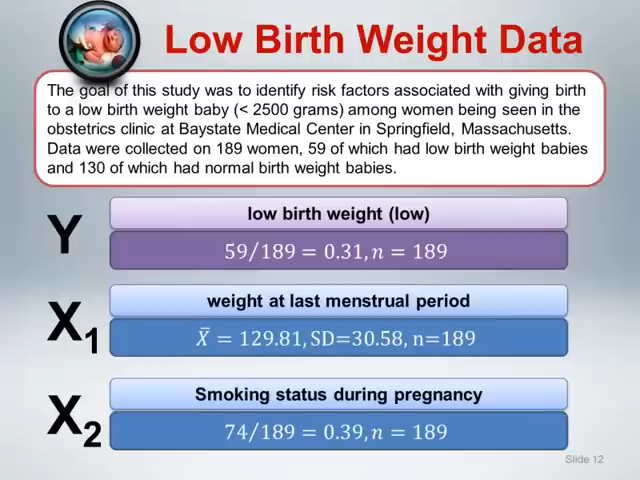 Low Birth Weight Data
The goal of this study was to identify risk factors associated with giving birth
to a low birth weight baby (< 2500 grams) among women being seen in the
obstetrics clinic at Baystate Medical Center in Springfield, Massachusetts.
Data were collected on 189 women, 59 of which had low birth weight babies
and 130 of which had normal birth weight babies.
Y
low birth weight (low)
59/189 = 0.31, n = 189
X₁
weight at last menstrual period
X̄ = 129.81, SD=30.58, n=189
X₂
Smoking status during pregnancy
74/189 = 0.39, n = 189
Slide 12